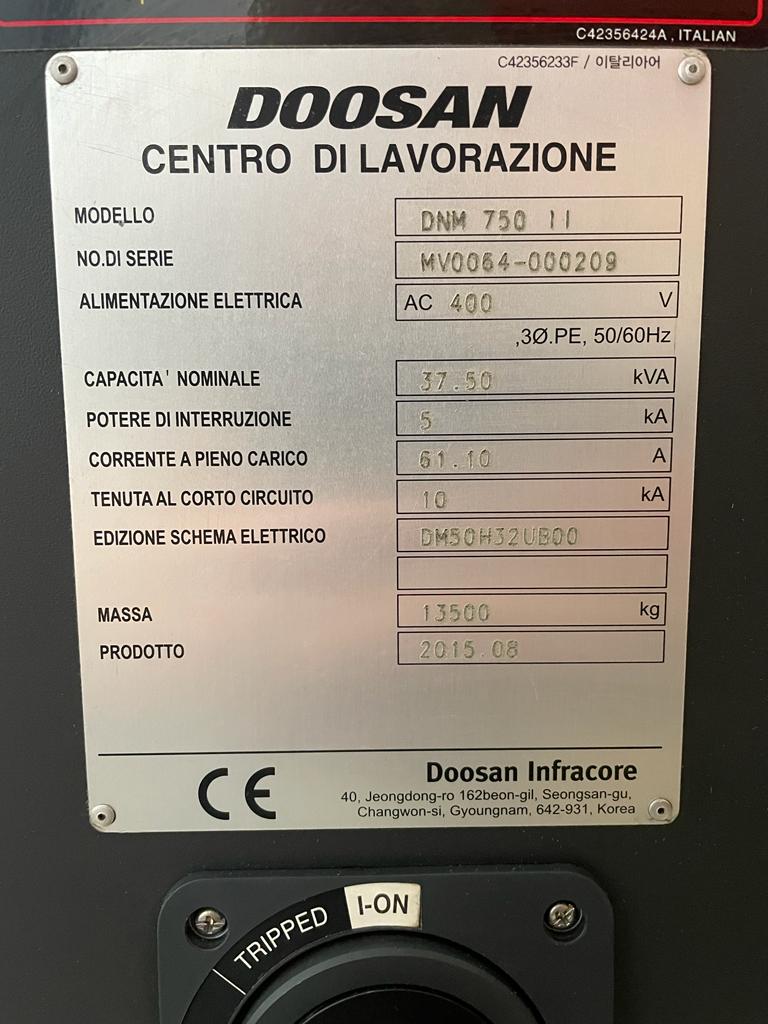 C42356424A , ITALIAN
C42356233F / 이탈리아어
DOOSAN
CENTRO DI LAVORAZIONE
MODELLO DNM 750 II
NO.DI SERIE MV0064-000209
ALIMENTAZIONE ELETTRICA AC 400 V
,3Ø.PE, 50/60Hz
CAPACITA' NOMINALE 37.50 kVA
POTERE DI INTERRUZIONE 5 kA
CORRENTE A PIENO CARICO 61.10 A
TENUTA AL CORTO CIRCUITO 10 kA
EDIZIONE SCHEMA ELETTRICO DM50H32UB00
MASSA 13500 kg
PRODOTTO 2015.08
CE
Doosan Infracore
40, Jeongdong-ro 162beon-gil, Seongsan-gu,
Changwon-si, Gyoungnam, 642-931, Korea
TRIPPED I-ON